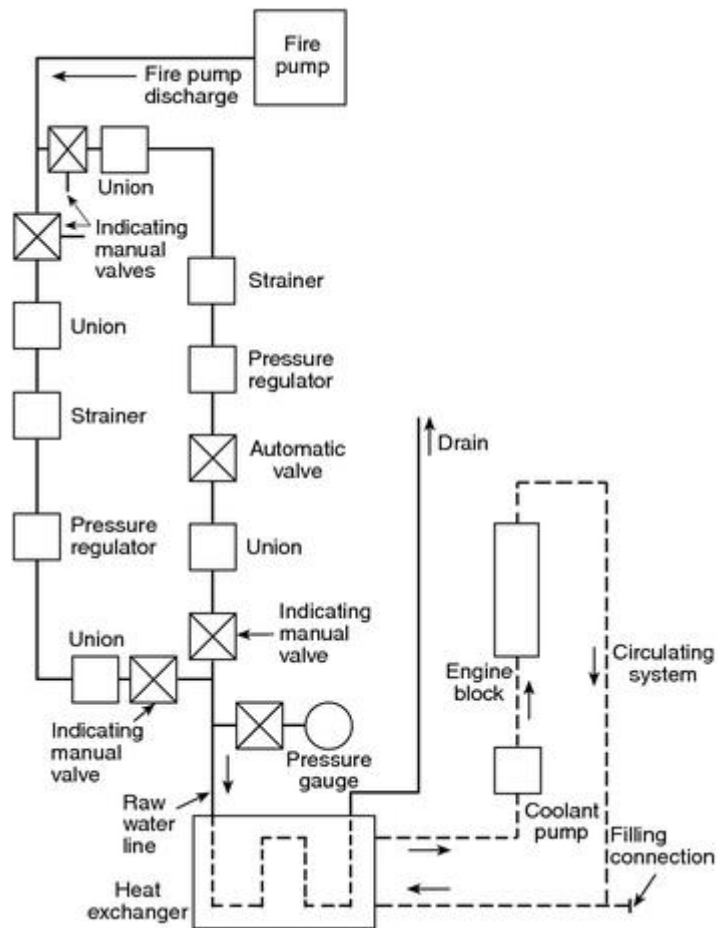 Fire
pump
Fire pump
discharge
Union
Indicating
manual
valves
Strainer
Union
Pressure
regulator
Strainer
Automatic
valve
Drain
Pressure
regulator
Union
Indicating
manual
valve
Union
Engine
block
Circulating
system
Indicating
manual
valve
Pressure
gauge
Raw
water
line
Coolant
pump
Filling
connection
Heat
exchanger